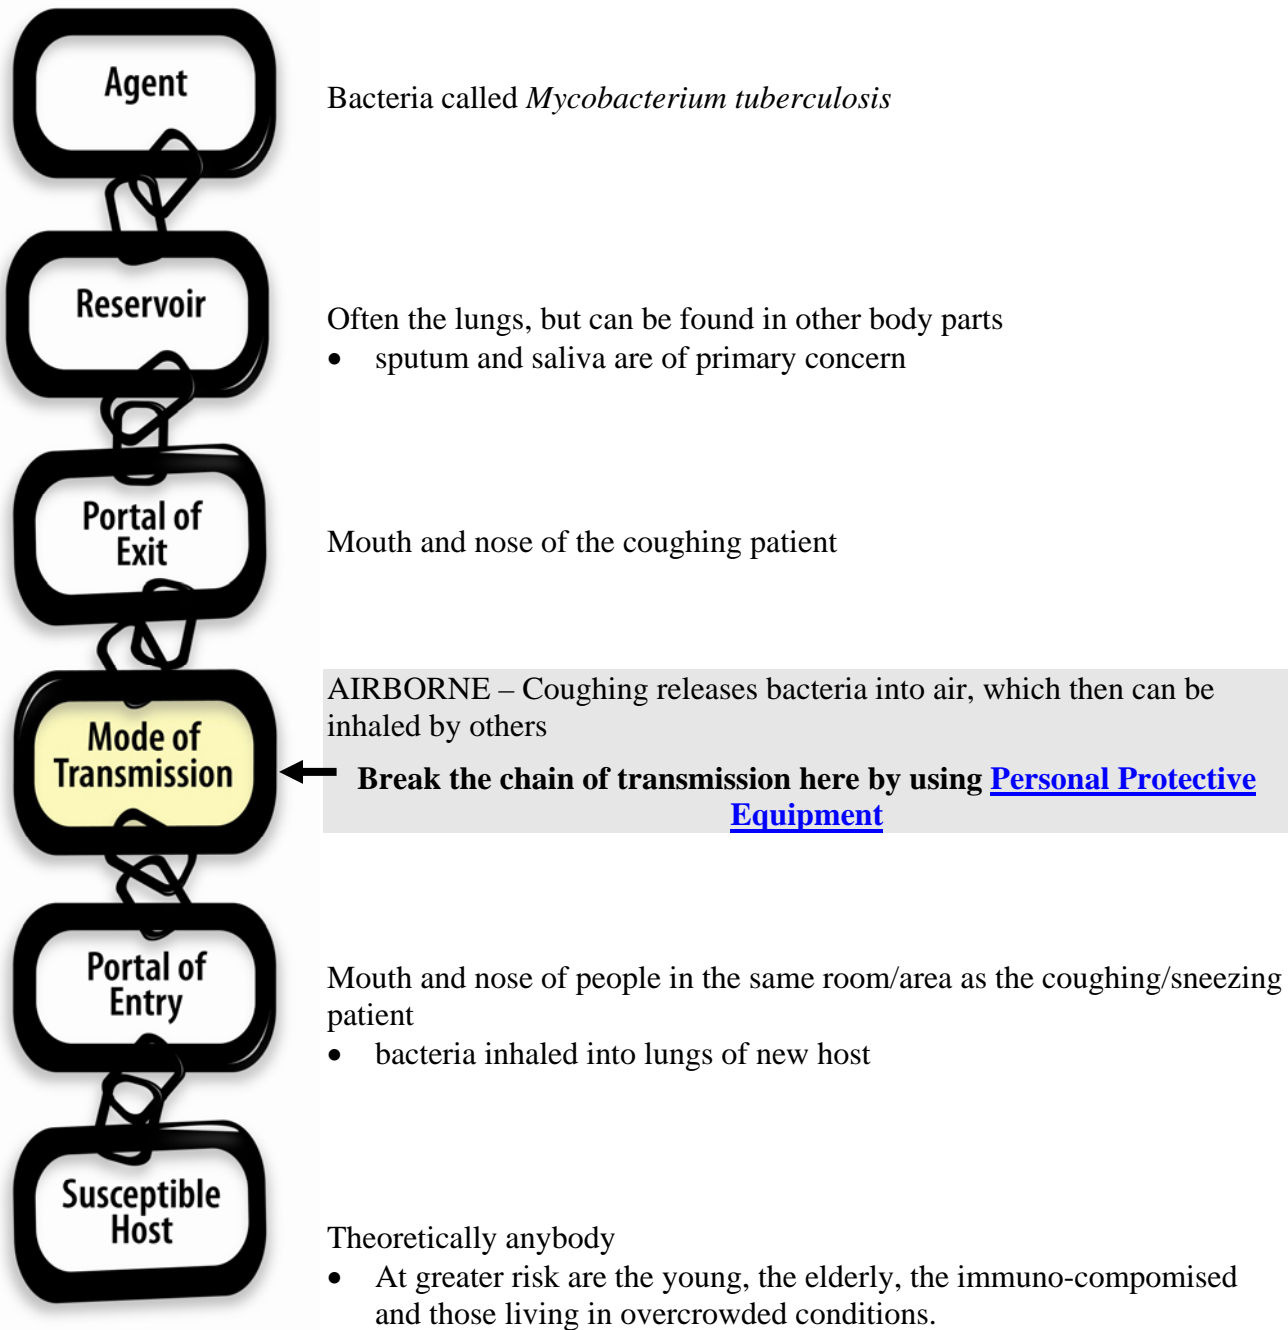 Agent
Bacteria called Mycobacterium tuberculosis
Reservoir
Often the lungs, but can be found in other body parts
• sputum and saliva are of primary concern
Portal of
Exit
Mouth and nose of the coughing patient
Mode of
Transmission
AIRBORNE – Coughing releases bacteria into air, which then can be
inhaled by others
Break the chain of transmission here by using Personal Protective
Equipment
Portal of
Entry
Mouth and nose of people in the same room/area as the coughing/sneezing
patient
• bacteria inhaled into lungs of new host
Susceptible
Host
Theoretically anybody
• At greater risk are the young, the elderly, the immuno-compomised
and those living in overcrowded conditions.